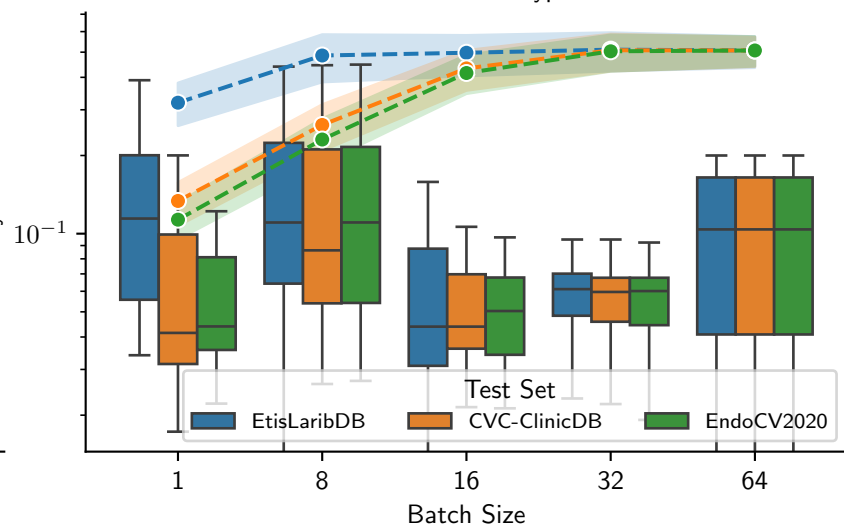 10⁻¹
Test Set
EtisLaribDB CVC-ClinicDB EndoCV2020
1 8 16 32 64
Batch Size